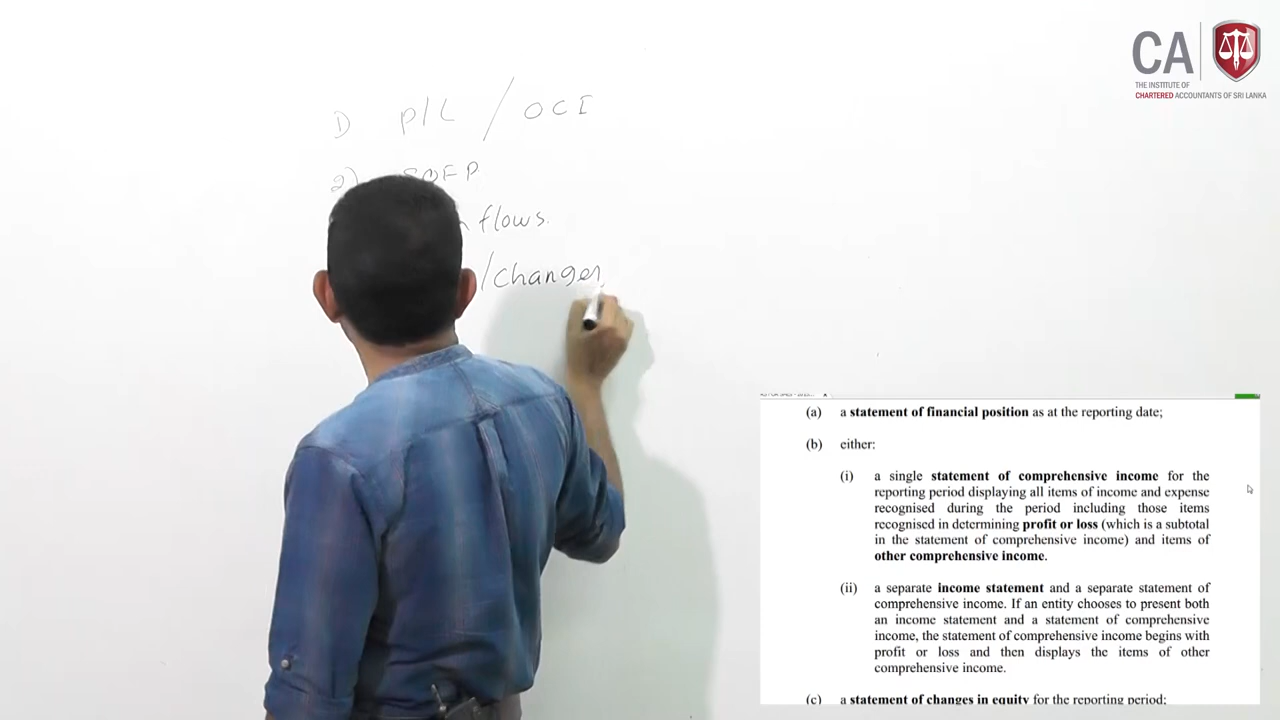 CA
THE INSTITUTE OF
CHARTERED ACCOUNTANTS OF SRI LANKA
1) P/L / OCI
2) SOFP
flows.
/changes
(a) a statement of financial position as at the reporting date;
(b) either:
(i) a single statement of comprehensive income for the
reporting period displaying all items of income and expense
recognised during the period including those items
recognised in determining profit or loss (which is a subtotal
in the statement of comprehensive income) and items of
other comprehensive income.
(ii) a separate income statement and a separate statement of
comprehensive income. If an entity chooses to present both
an income statement and a statement of comprehensive
income, the statement of comprehensive income begins with
profit or loss and then displays the items of other
comprehensive income.
(c) a statement of changes in equity for the reporting period;